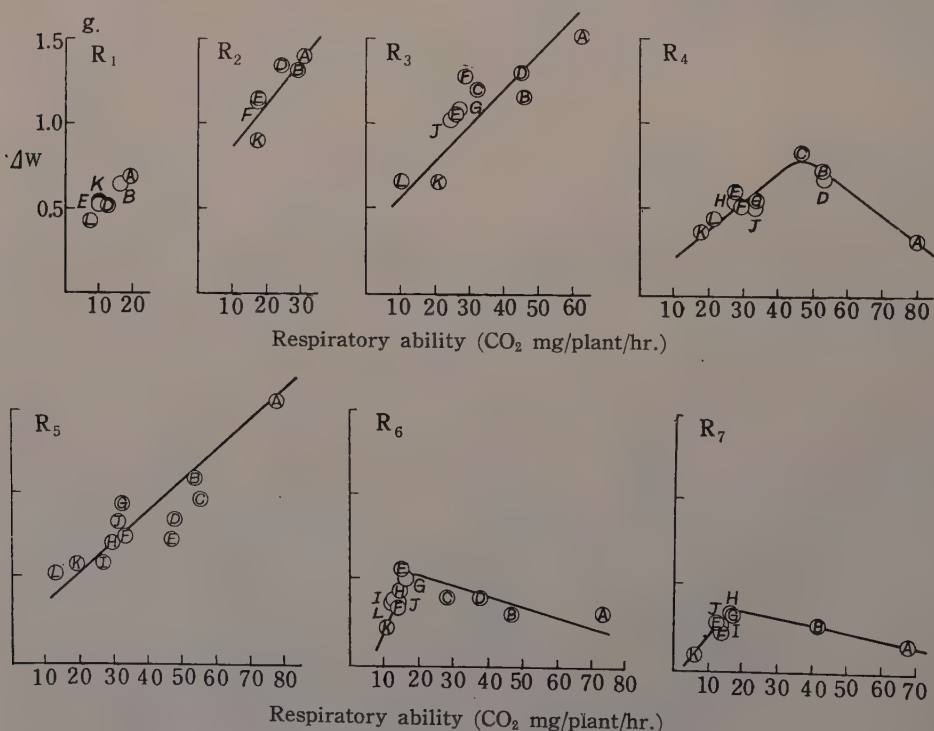 g.
1.5 R1 R2 R3 R4
1.0
ΔW
0.5
A B K E D L
D A B E F K
A F D C B G E J L K
C B D H E G F J L K A
10 20 10 20 30 10 20 30 40 50 60 10 20 30 40 50 60 70 80
Respiratory ability (CO2 mg/plant/hr.)
R5 R6 R7
A B C G J D H F E K I L
E G I H J F L K C D B A
H J I B A
10 20 30 40 50 60 70 80 10 20 30 40 50 60 70 80 10 20 30 40 50 60 70
Respiratory ability (CO2 mg/plant/hr.)